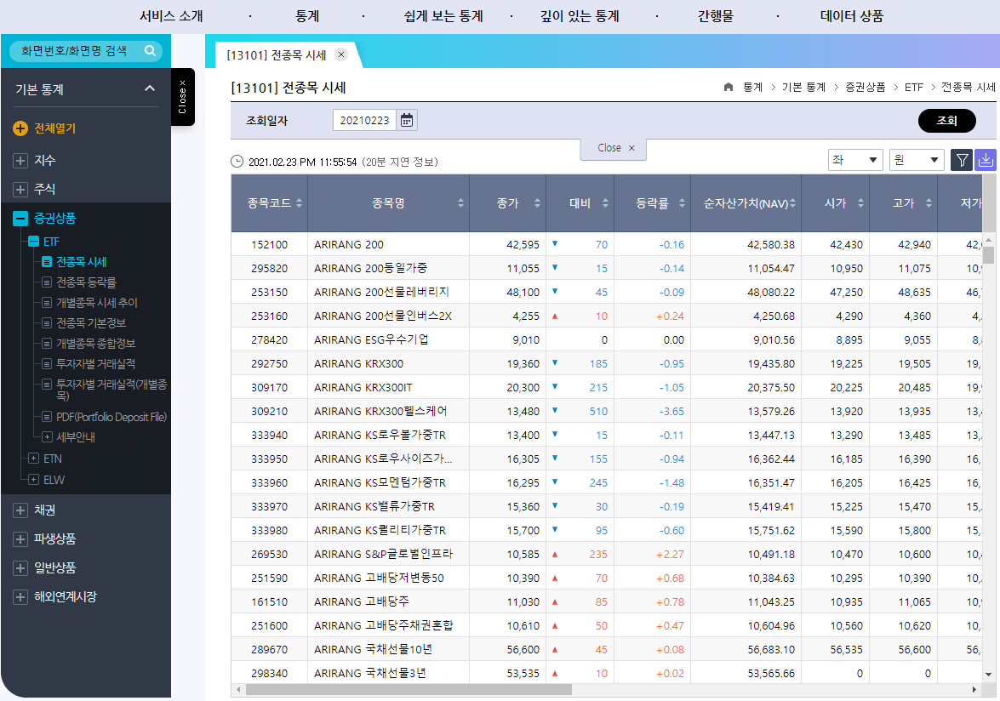 서비스 소개 · 통계 · 쉽게 보는 통계 · 깊이 있는 통계 · 간행물 · 데이터 상품
화면번호/화면명 검색
기본 통계
전체열기
지수
주식
증권상품
ETF
전종목 시세
전종목 등락률
개별종목 시세 추이
전종목 기본정보
개별종목 종합정보
투자자별 거래실적
투자자별 거래실적(개별종
목)
PDF(Portfolio Deposit File)
세부안내
ETN
ELW
채권
파생상품
일반상품
해외연계시장
Close ×
[13101] 전종목 시세 ×
[13101] 전종목 시세
통계 > 기본 통계 > 증권상품 > ETF > 전종목 시세
조회일자 20210223 조회
Close ×
2021.02.23 PM 11:55:54 (20분 지연 정보) 좌 원
종목코드 종목명 종가 대비 등락률 순자산가치(NAV) 시가 고가 저가
152100 ARIRANG 200 42,595 ▼ 70 -0.16 42,580.38 42,430 42,940 42,
295820 ARIRANG 200동일가중 11,055 ▼ 15 -0.14 11,054.47 10,950 11,075 10,
253150 ARIRANG 200선물레버리지 48,100 ▼ 45 -0.09 48,080.22 47,250 48,635 46,
253160 ARIRANG 200선물인버스2X 4,255 ▲ 10 +0.24 4,250.68 4,290 4,360 4,
278420 ARIRANG ESG우수기업 9,010 0 0.00 9,010.56 8,895 9,055 8,
292750 ARIRANG KRX300 19,360 ▼ 185 -0.95 19,435.80 19,225 19,505 19,
309170 ARIRANG KRX300IT 20,300 ▼ 215 -1.05 20,375.50 20,225 20,485 19,
309210 ARIRANG KRX300헬스케어 13,480 ▼ 510 -3.65 13,579.26 13,920 13,935 13,
333940 ARIRANG KS로우볼가중TR 13,400 ▼ 15 -0.11 13,447.13 13,290 13,485 13,
333950 ARIRANG KS로우사이즈가... 16,305 ▼ 155 -0.94 16,362.44 16,185 16,390 16,
333960 ARIRANG KS모멘텀가중TR 16,295 ▼ 245 -1.48 16,351.47 16,205 16,425 16,
333970 ARIRANG KS밸류가중TR 15,360 ▼ 30 -0.19 15,419.41 15,225 15,470 15,
333980 ARIRANG KS퀄리티가중TR 15,700 ▼ 95 -0.60 15,751.62 15,590 15,800 15,
269530 ARIRANG S&P글로벌인프라 10,585 ▲ 235 +2.27 10,491.18 10,470 10,600 10,
251590 ARIRANG 고배당저변동50 10,390 ▲ 70 +0.68 10,384.63 10,295 10,390 10,
161510 ARIRANG 고배당주 11,030 ▲ 85 +0.78 11,043.25 10,935 11,065 10,
251600 ARIRANG 고배당주채권혼합 10,610 ▲ 50 +0.47 10,604.96 10,560 10,620 10,
289670 ARIRANG 국채선물10년 56,600 ▲ 45 +0.08 56,683.10 56,535 56,600 56,
298340 ARIRANG 국채선물3년 53,535 ▲ 10 +0.02 53,565.66 0 0